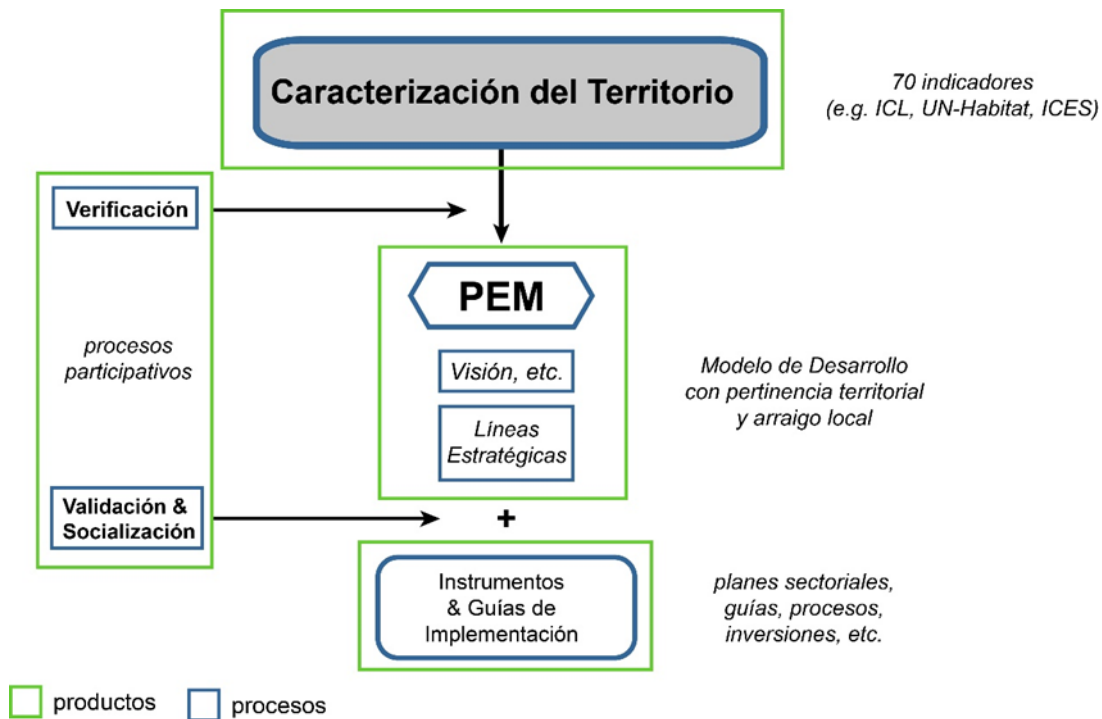 Caracterización del Territorio
70 indicadores
(e.g. ICL, UN-Habitat, ICES)
Verificación
procesos
participativos
Validación &
Socialización
PEM
Visión, etc.
Líneas
Estratégicas
Modelo de Desarrollo
con pertinencia territorial
y arraigo local
+
Instrumentos
& Guías de
Implementación
planes sectoriales,
guías, procesos,
inversiones, etc.
productos
procesos